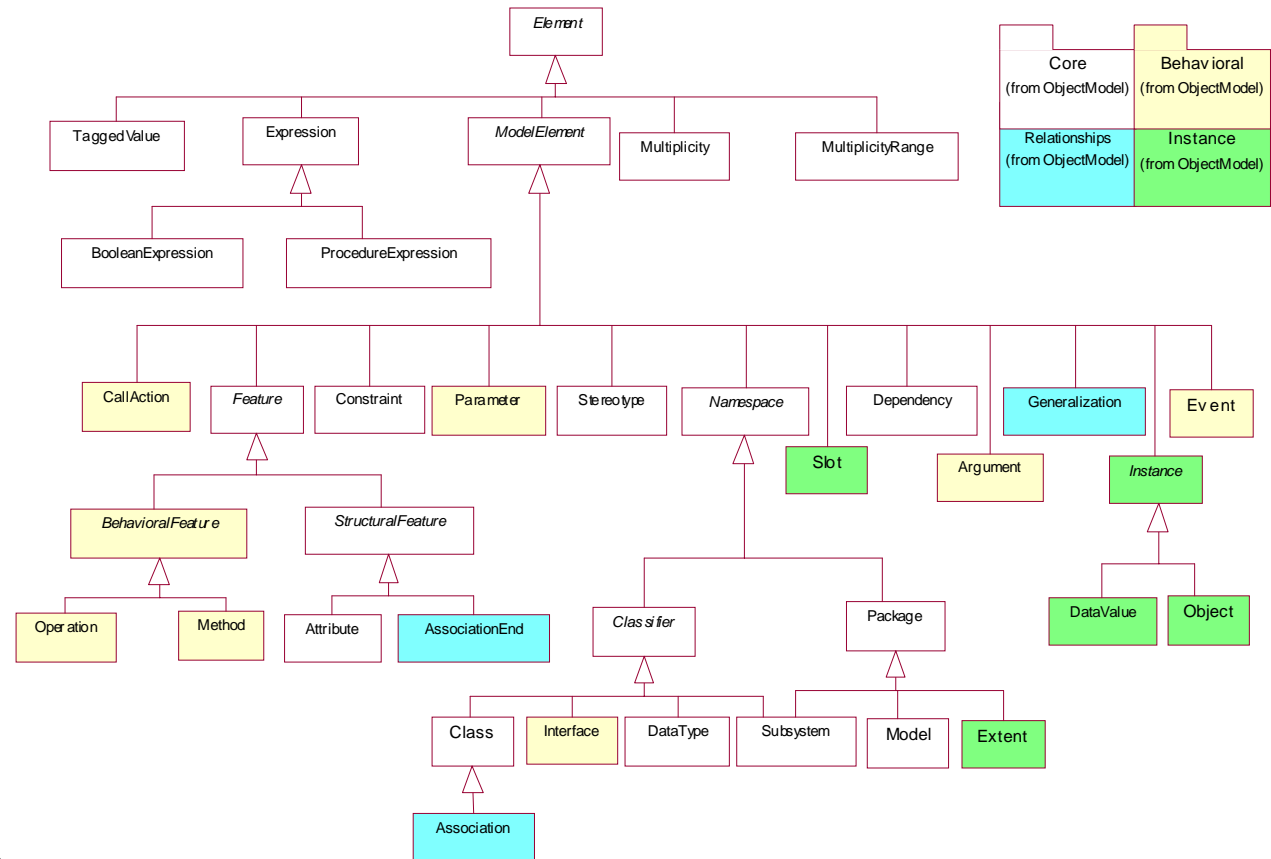 Element
Core
(from ObjectModel)
Behavioral
(from ObjectModel)
Relationships
(from ObjectModel)
Instance
(from ObjectModel)
TaggedValue
Expression
ModelElement
Multiplicity
MultiplicityRange
BooleanExpression
ProcedureExpression
CallAction
Feature
Constraint
Parameter
Stereotype
Namespace
Dependency
Generalization
Event
Slot
Argument
Instance
BehavioralFeature
StructuralFeature
Operation
Method
Attribute
AssociationEnd
Classifier
Package
DataValue
Object
Class
Interface
DataType
Subsystem
Model
Extent
Association